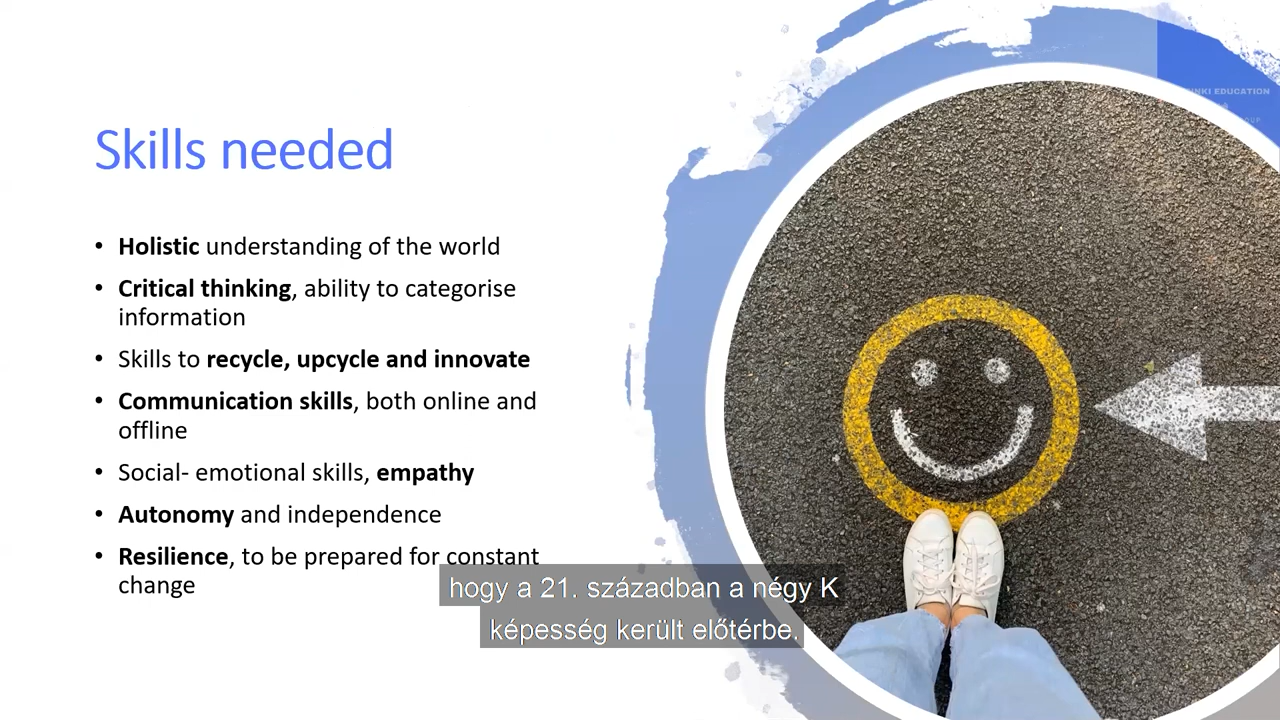 Skills needed
• Holistic understanding of the world
• Critical thinking, ability to categorise
information
• Skills to recycle, upcycle and innovate
• Communication skills, both online and
offline
• Social- emotional skills, empathy
• Autonomy and independence
• Resilience, to be prepared for constant
change
hogy a 21. században a négy K
képesség került előtérbe.
EDUCATION